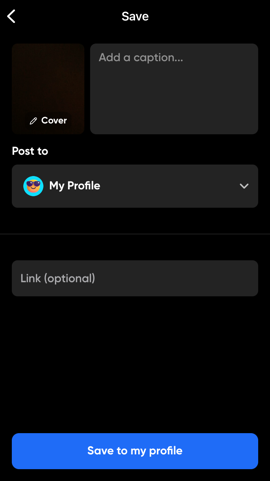 Save
Add a caption...
Cover
Post to
My Profile
Link (optional)
Save to my profile